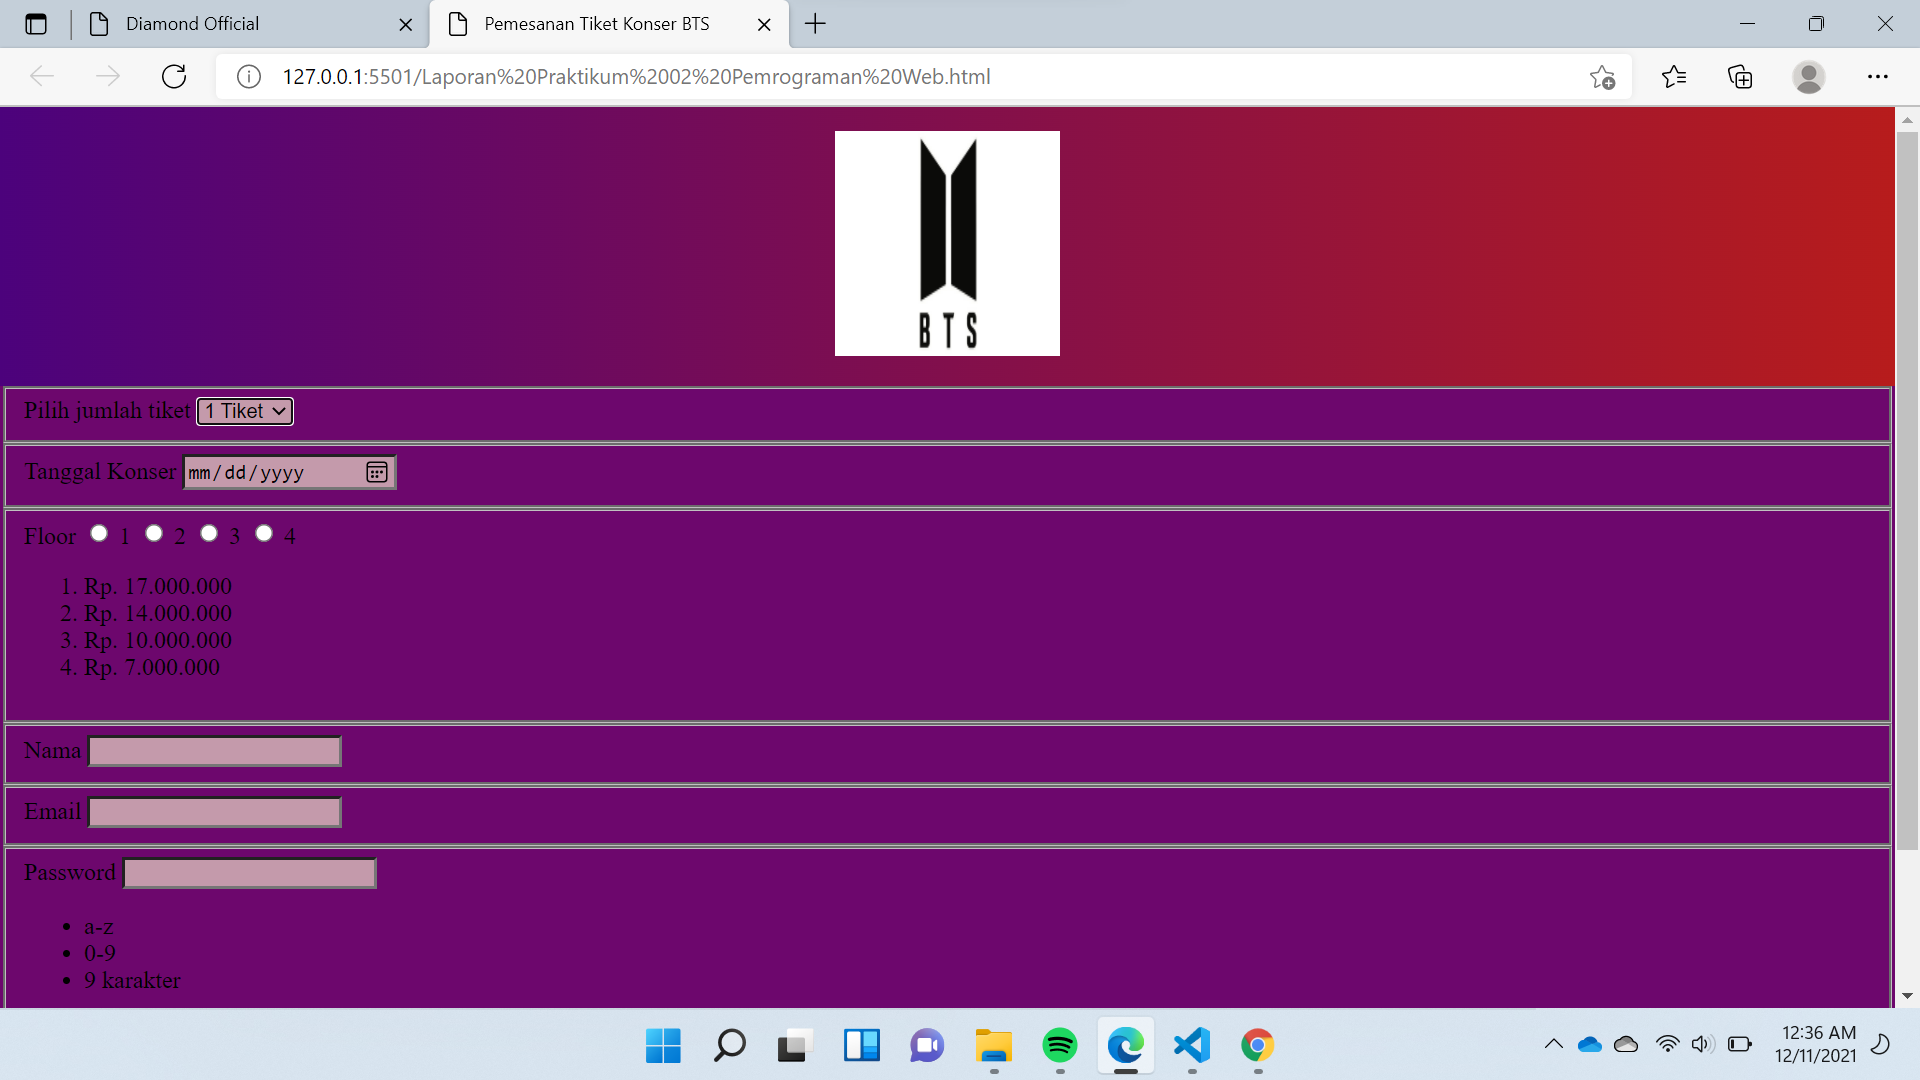 Diamond Official
Pemesanan Tiket Konser BTS
127.0.0.1:5501/Laporan%20Praktikum%2002%20Pemrograman%20Web.html
BTS
Pilih jumlah tiket 1 Tiket
Tanggal Konser mm/dd/yyyy
Floor 1 2 3 4
1. Rp. 17.000.000
2. Rp. 14.000.000
3. Rp. 10.000.000
4. Rp. 7.000.000
Nama
Email
Password
• a-z
• 0-9
• 9 karakter
12:36 AM
12/11/2021